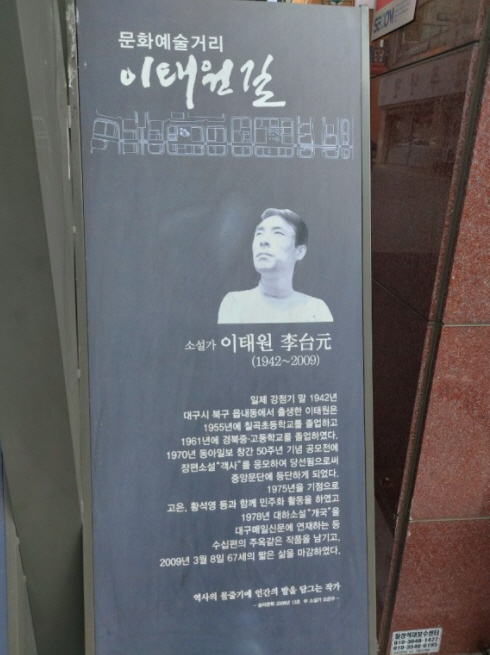 문화예술거리
이태원길
소설가 이태원 李台元
(1942~2009)
일제 강점기 말 1942년
대구시 북구 읍내동에서 출생한 이태원은
1955년에 칠곡초등학교를 졸업하고
1961년에 경북중·고등학교를 졸업하였다.
1970년 동아일보 창간 50주년 기념 공모전에
장편소설"객사"를 응모하여 당선됨으로써
중앙문단에 등단하게 되었다.
1975년을 기점으로
고은, 황석영 등과 함께 민주화 활동을 하였고
1978년 대하소설 "개국"을
대구매일신문에 연재하는 등
수십편의 주옥같은 작품을 남기고,
2009년 3월 8일 67세의 짧은 삶을 마감하였다.
역사의 물줄기에 인간의 발을 담그는 작가